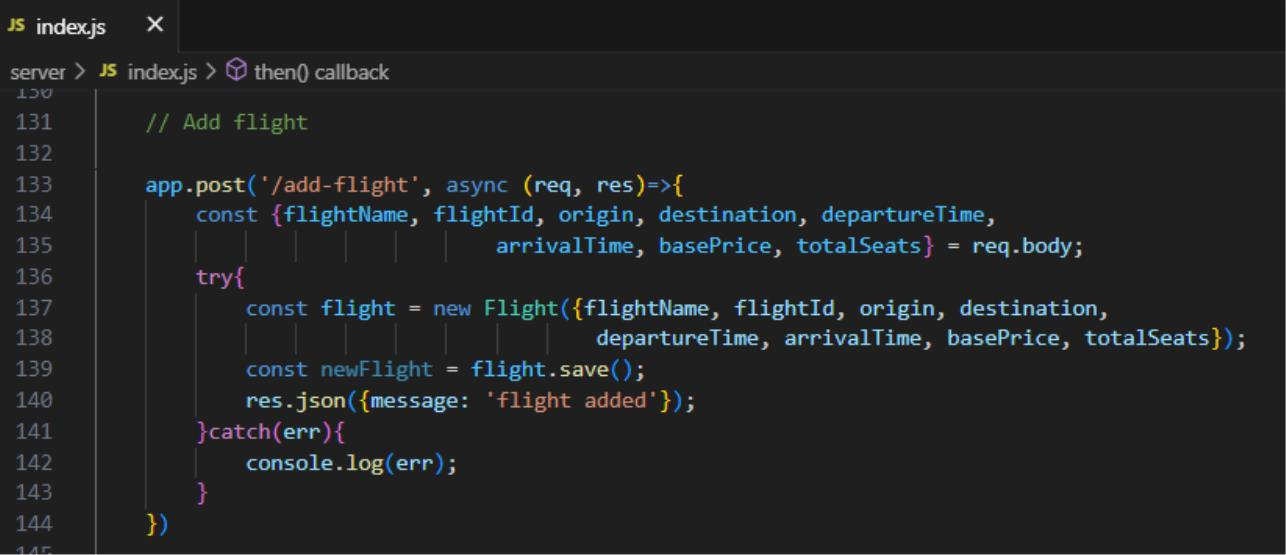 JS index.js ×
server > JS index.js > then() callback
130
131 // Add flight
132
133 app.post('/add-flight', async (req, res)=>{
134 const {flightName, flightId, origin, destination, departureTime,
135 arrivalTime, basePrice, totalSeats} = req.body;
136 try{
137 const flight = new Flight({flightName, flightId, origin, destination,
138 departureTime, arrivalTime, basePrice, totalSeats});
139 const newFlight = flight.save();
140 res.json({message: 'flight added'});
141 }catch(err){
142 console.log(err);
143 }
144 })
145